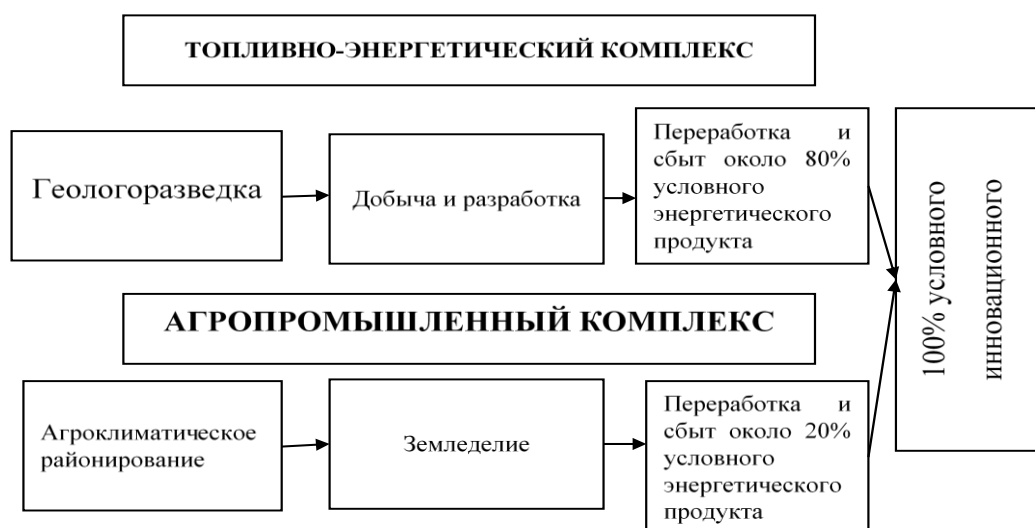 ТОПЛИВНО-ЭНЕРГЕТИЧЕСКИЙ КОМПЛЕКС
Геологоразведка
Добыча и разработка
Переработка и
сбыт около 80%
условного
энергетического
продукта
АГРОПРОМЫШЛЕННЫЙ КОМПЛЕКС
Агроклиматическое
районирование
Земледелие
Переработка и
сбыт около 20%
условного
энергетического
продукта
100% условного
инновационного